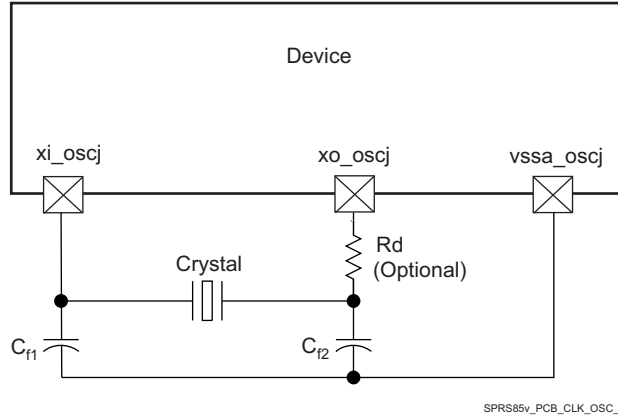 Device
xi_oscj
xo_oscj
vssa_oscj
Rd
(Optional)
Crystal
Cf1
Cf2
SPRS85v_PCB_CLK_OSC_